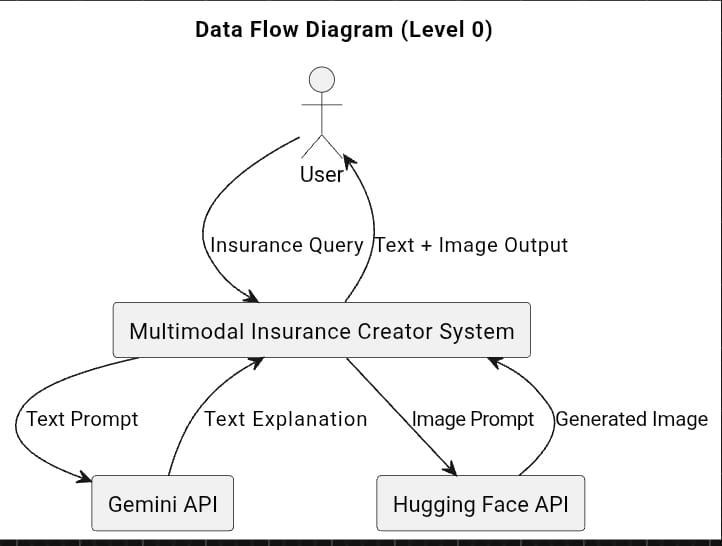 Data Flow Diagram (Level 0)
User
Insurance Query
Text + Image Output
Multimodal Insurance Creator System
Text Prompt
Text Explanation
Image Prompt
Generated Image
Gemini API
Hugging Face API